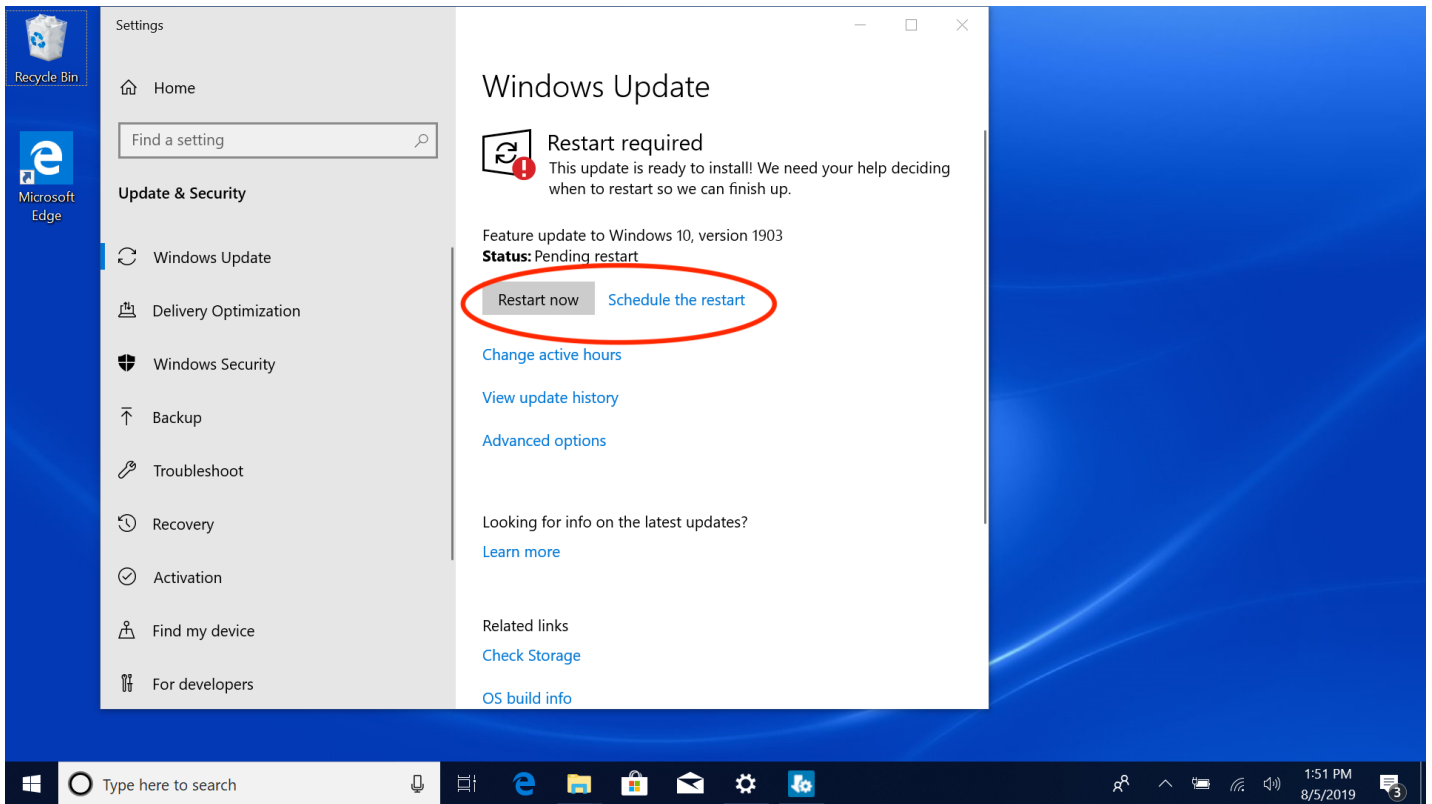 Recycle Bin
Microsoft
Edge
Settings
Home
Find a setting
Update & Security
Windows Update
Delivery Optimization
Windows Security
Backup
Troubleshoot
Recovery
Activation
Find my device
For developers
Windows Update
Restart required
This update is ready to install! We need your help deciding
when to restart so we can finish up.
Feature update to Windows 10, version 1903
Status: Pending restart
Restart now Schedule the restart
Change active hours
View update history
Advanced options
Looking for info on the latest updates?
Learn more
Related links
Check Storage
OS build info
Type here to search
1:51 PM
8/5/2019
3